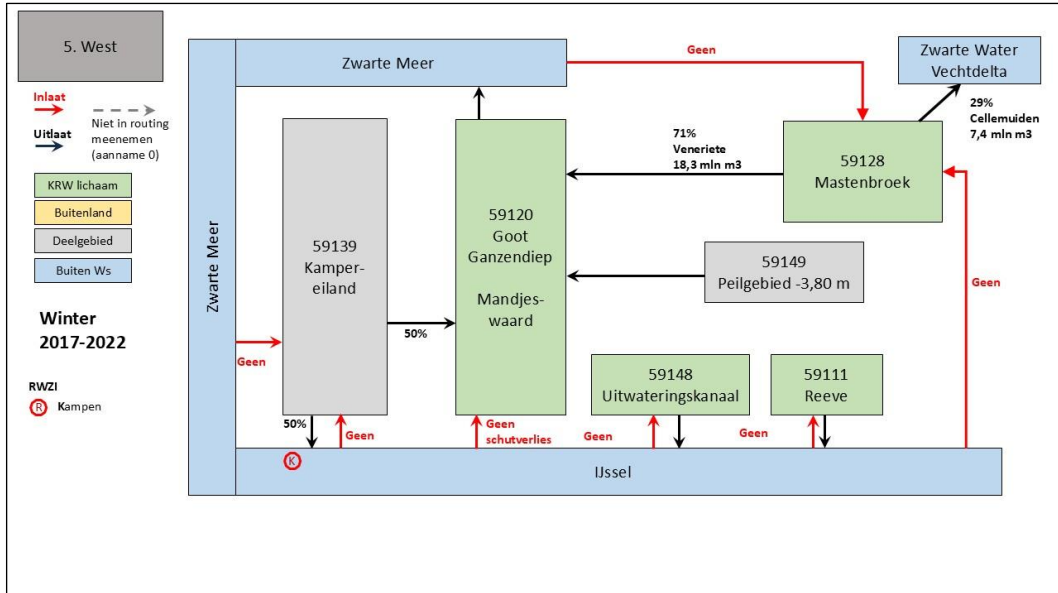 5. West
Inlaat
Uitlaat
Niet in routing
meenemen
(aanname 0)
KRW lichaam
Buitenland
Deelgebied
Buiten Ws
Winter
2017-2022
RWZI
R
Kampen
Zwarte Meer
Zwarte Meer
Geen
Zwarte Water
Vechtdelta
29%
Cellemuiden
7,4 mln m3
71%
Veneriete
18,3 mln m3
59128
Mastenbroek
59139
Kamper-
eiland
59120
Goot
Ganzendiep
Mandjes-
waard
59149
Peilgebied -3,80 m
Geen
50%
Geen
59148
Uitwateringskanaal
59111
Reeve
50%
Geen
Geen
schutverlies
Geen
Geen
K
IJssel